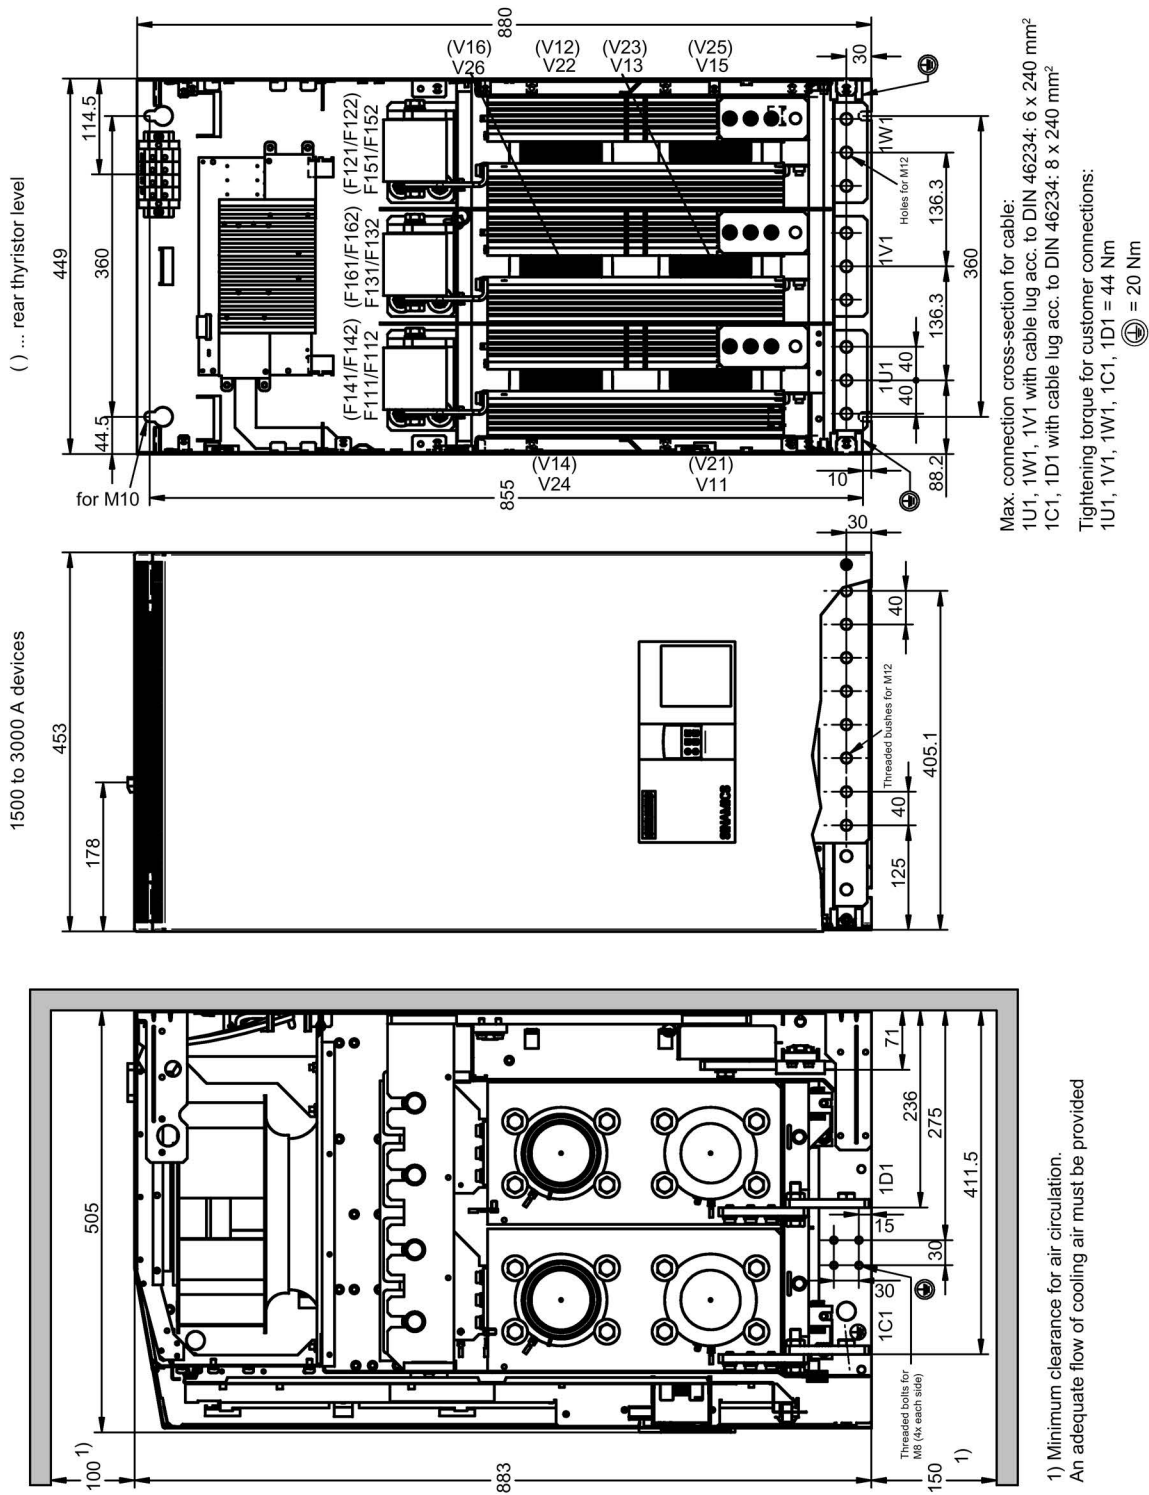 1500 to 3000 A devices
( ) ... rear thyristor level
505
100 1)
883
150 1)
71
236
275
411.5
1D1
15
30
30
1C1
Threaded bolts for
M8 (4x each side)
453
178
SINAMICS
30
40
Threaded bushes for M12
405.1
40
125
449
114.5
360
44.5
for M10
880
855
(F121/F122)
F151/F152
(F161/F162)
F131/F132
(F141/F142)
F111/F112
(V16)
V26
(V12)
V22
(V23)
V13
(V25)
V15
(V14)
V24
(V21)
V11
30
1W1
Holes for M12
136.3
1V1
360
136.3
1U1
40
40
10
88.2
Max. connection cross-section for cable:
1U1, 1W1, 1V1 with cable lug acc. to DIN 46234: 6 x 240 mm²
1C1, 1D1 with cable lug acc. to DIN 46234: 8 x 240 mm²
Tightening torque for customer connections:
1U1, 1V1, 1W1, 1C1, 1D1 = 44 Nm
= 20 Nm
1) Minimum clearance for air circulation.
An adequate flow of cooling air must be provided